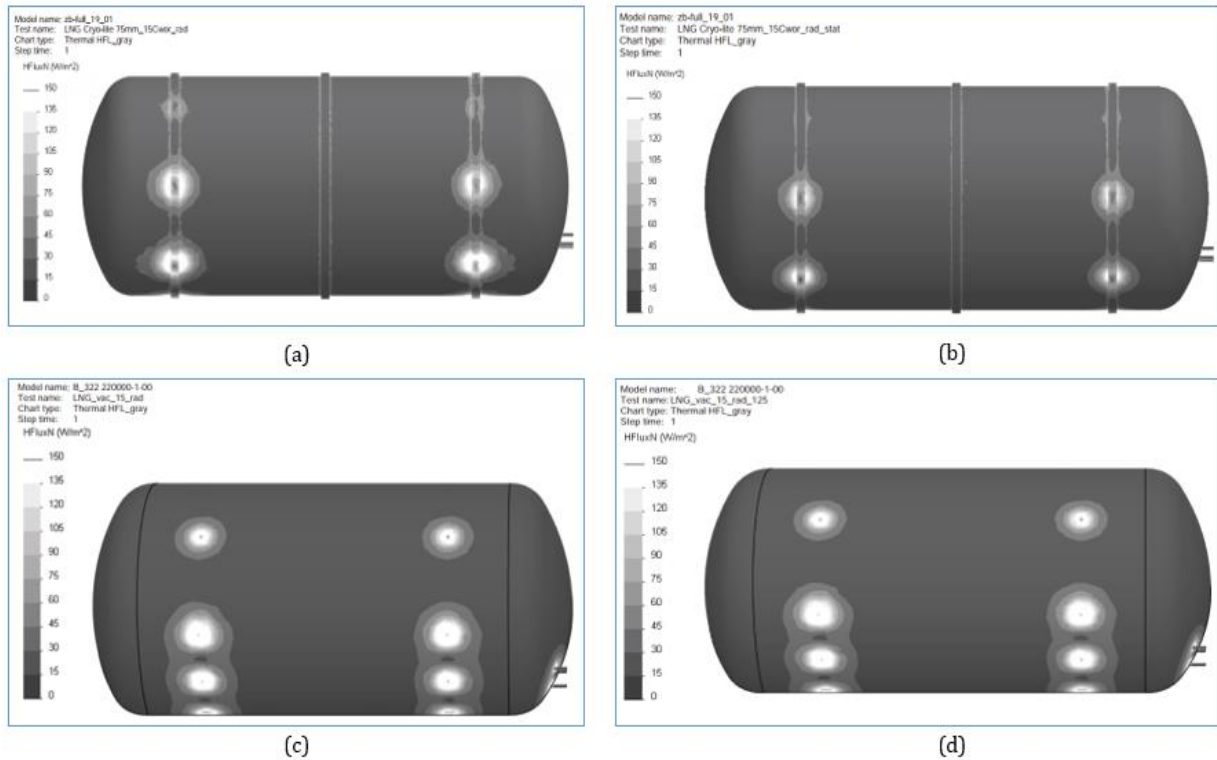 Model name: zb-full_19_01
Test name: LNG Cryo-lite 75mm_15Cwor_rad
Chart type: Thermal HFL_gray
Step time: 1
HFluxN (W/m^2)
150
135
120
105
90
75
60
45
30
15
0
(a)
Model name: zb-full_19_01
Test name: LNG Cryo-lite 75mm_15Cwor_rad_stat
Chart type: Thermal HFL_gray
Step time: 1
HFluxN (W/m^2)
150
135
120
105
90
75
60
45
30
15
0
(b)
Model name: B_322 220000-1-00
Test name: LNG_vac_15_rad
Chart type: Thermal HFL_gray
Step time: 1
HFluxN (W/m^2)
150
135
120
105
90
75
60
45
30
15
0
(c)
Model name: B_322 220000-1-00
Test name: LNG_vac_15_rad_125
Chart type: Thermal HFL_gray
Step time: 1
HFluxN (W/m^2)
150
135
120
105
90
75
60
45
30
15
0
(d)